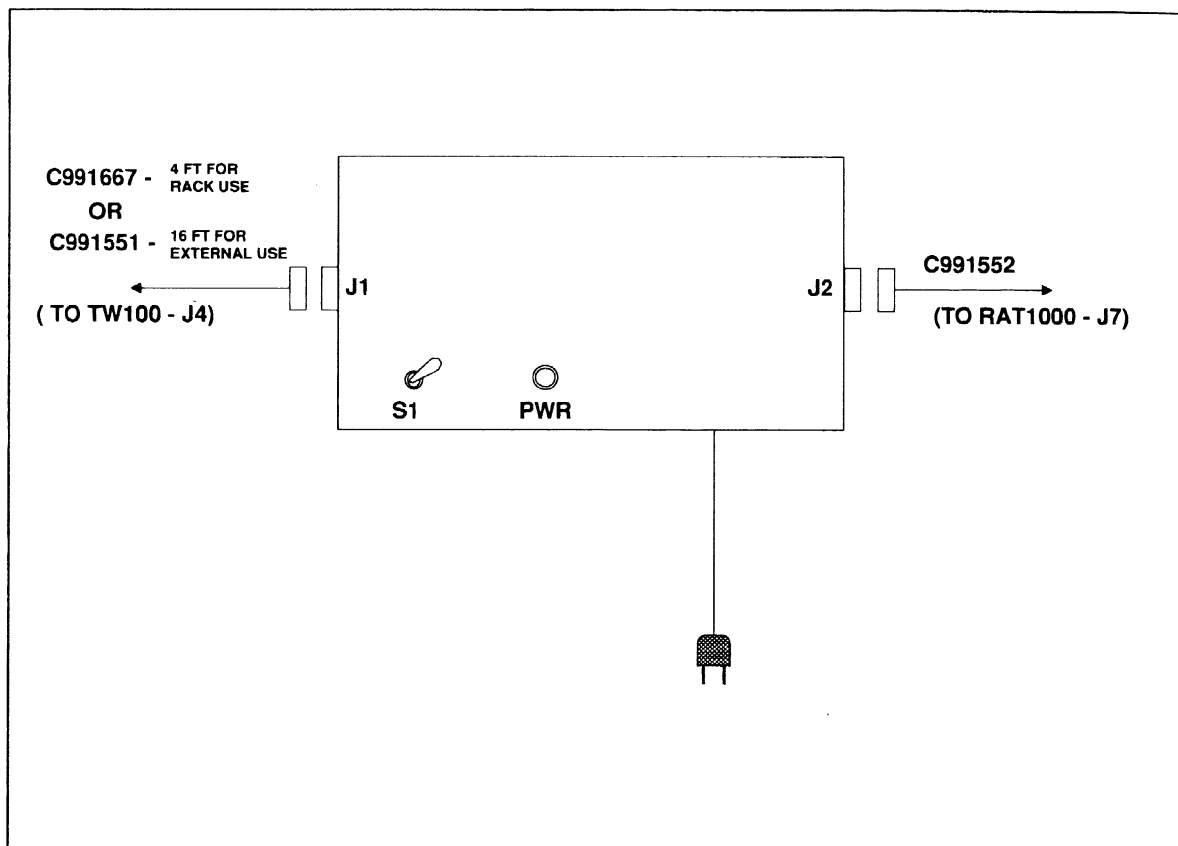 C991667 - 4 FT FOR
RACK USE
OR
C991551 - 16 FT FOR
EXTERNAL USE
( TO TW100 - J4)
J1
J2
C991552
(TO RAT1000 - J7)
S1
PWR